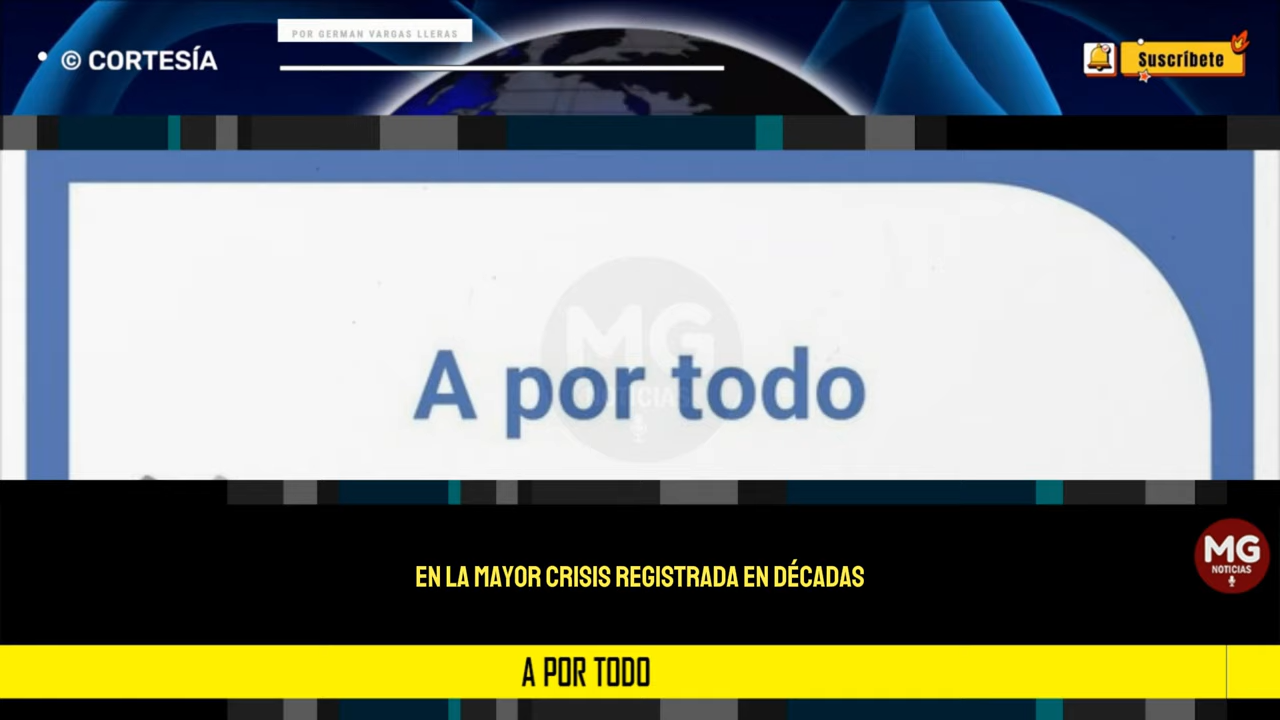 POR GERMAN VARGAS LLERAS
© CORTESÍA
Suscríbete
MG
NOTICIAS
A por todo
EN LA MAYOR CRISIS REGISTRADA EN DÉCADAS
MG
NOTICIAS
A POR TODO